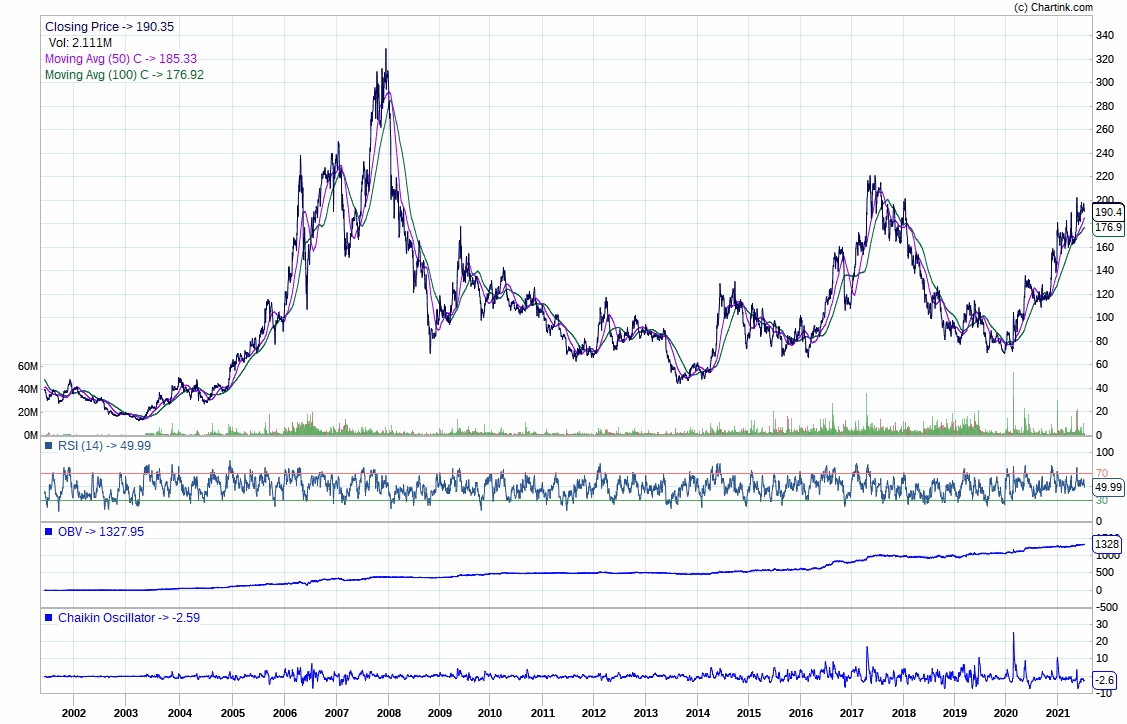 (c) Chartink.com
Closing Price -> 190.35
Vol: 2.111M
Moving Avg (50) C -> 185.33
Moving Avg (100) C -> 176.92
340
320
300
280
260
240
220
200
190.4
176.9
160
140
120
100
80
60
40
20
0
60M
40M
20M
0M
RSI (14) -> 49.99
100
70
49.99
30
0
OBV -> 1327.95
1328
1000
500
0
-500
Chaikin Oscillator -> -2.59
30
20
10
-2.6
-10
2002 2003 2004 2005 2006 2007 2008 2009 2010 2011 2012 2013 2014 2015 2016 2017 2018 2019 2020 2021